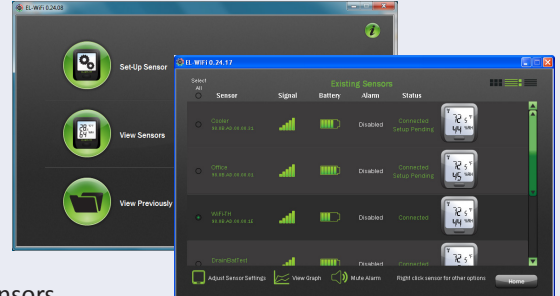 EL-WiFi 0.24.08
Set-Up Sensor
View Sensors
View Previously
EL-WiFi 0.24.17
Existing Sensors
Select All
Sensor Signal Battery Alarm Status
Cooler
Disabled
Connected
Setup Pending
Office
Disabled
Connected
Setup Pending
WiFi-TH
Disabled
Connected
Disabled
Connected
Adjust Sensor Settings View Graph Mute Alarm Right click sensor for other options Home
nsors